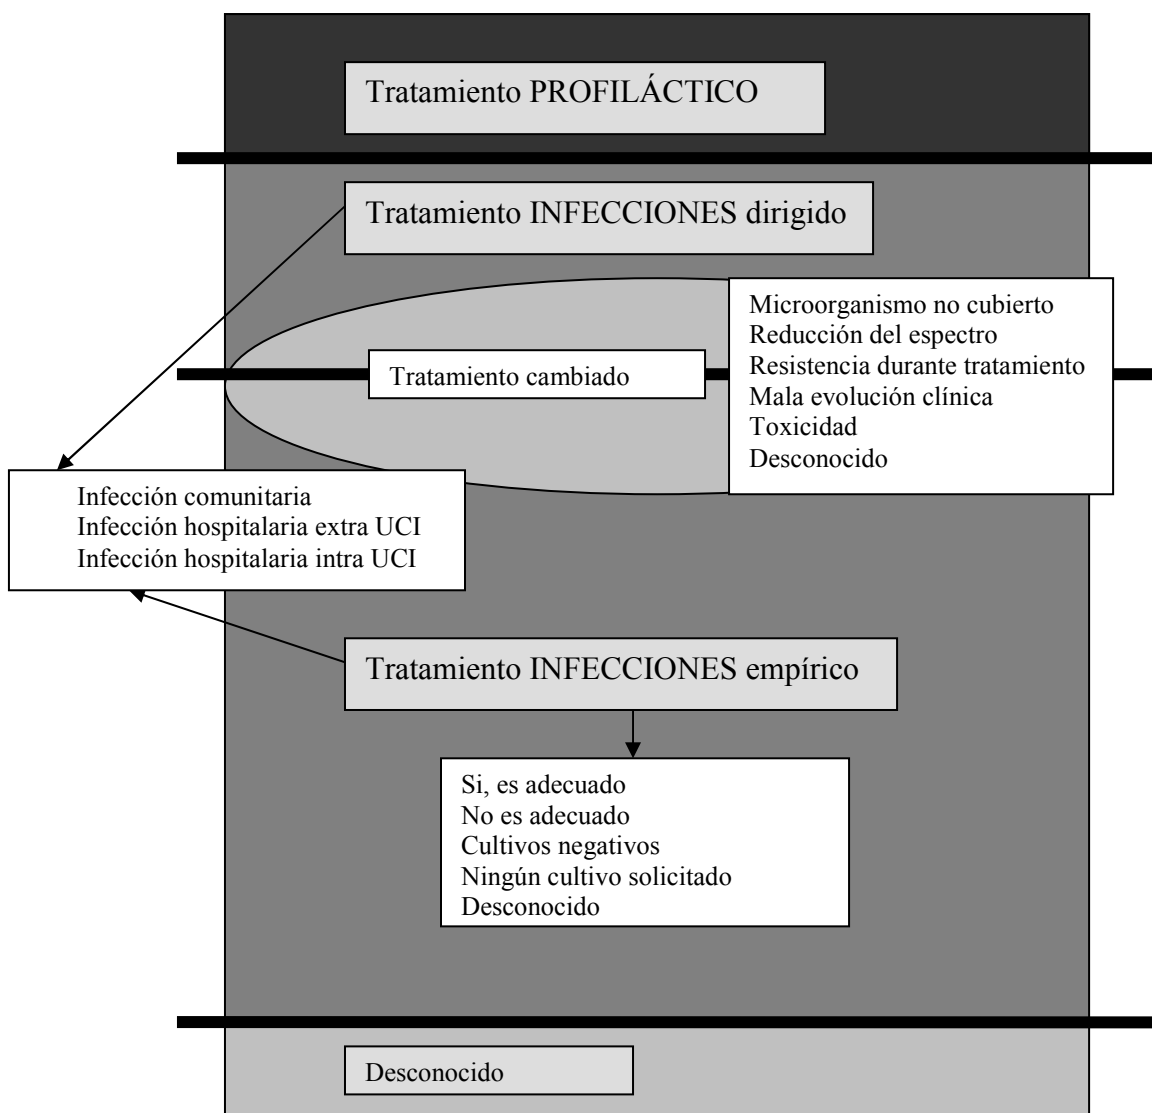 Tratamiento PROFILÁCTICO
Tratamiento INFECCIONES dirigido
Microorganismo no cubierto
Reducción del espectro
Resistencia durante tratamiento
Mala evolución clínica
Toxicidad
Desconocido
Tratamiento cambiado
Infección comunitaria
Infección hospitalaria extra UCI
Infección hospitalaria intra UCI
Tratamiento INFECCIONES empírico
Si, es adecuado
No es adecuado
Cultivos negativos
Ningún cultivo solicitado
Desconocido
Desconocido